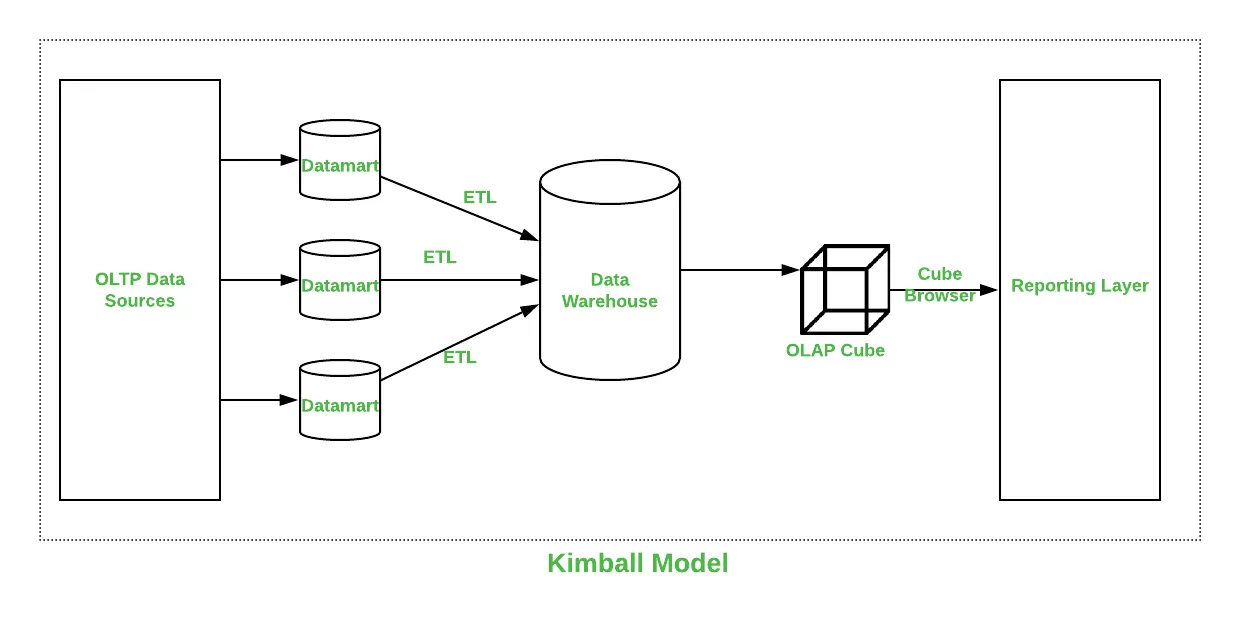 OLTP Data
Sources
Datamart
Datamart
Datamart
ETL
ETL
ETL
Data
Warehouse
OLAP Cube
Cube
Browser
Reporting Layer
Kimball Model